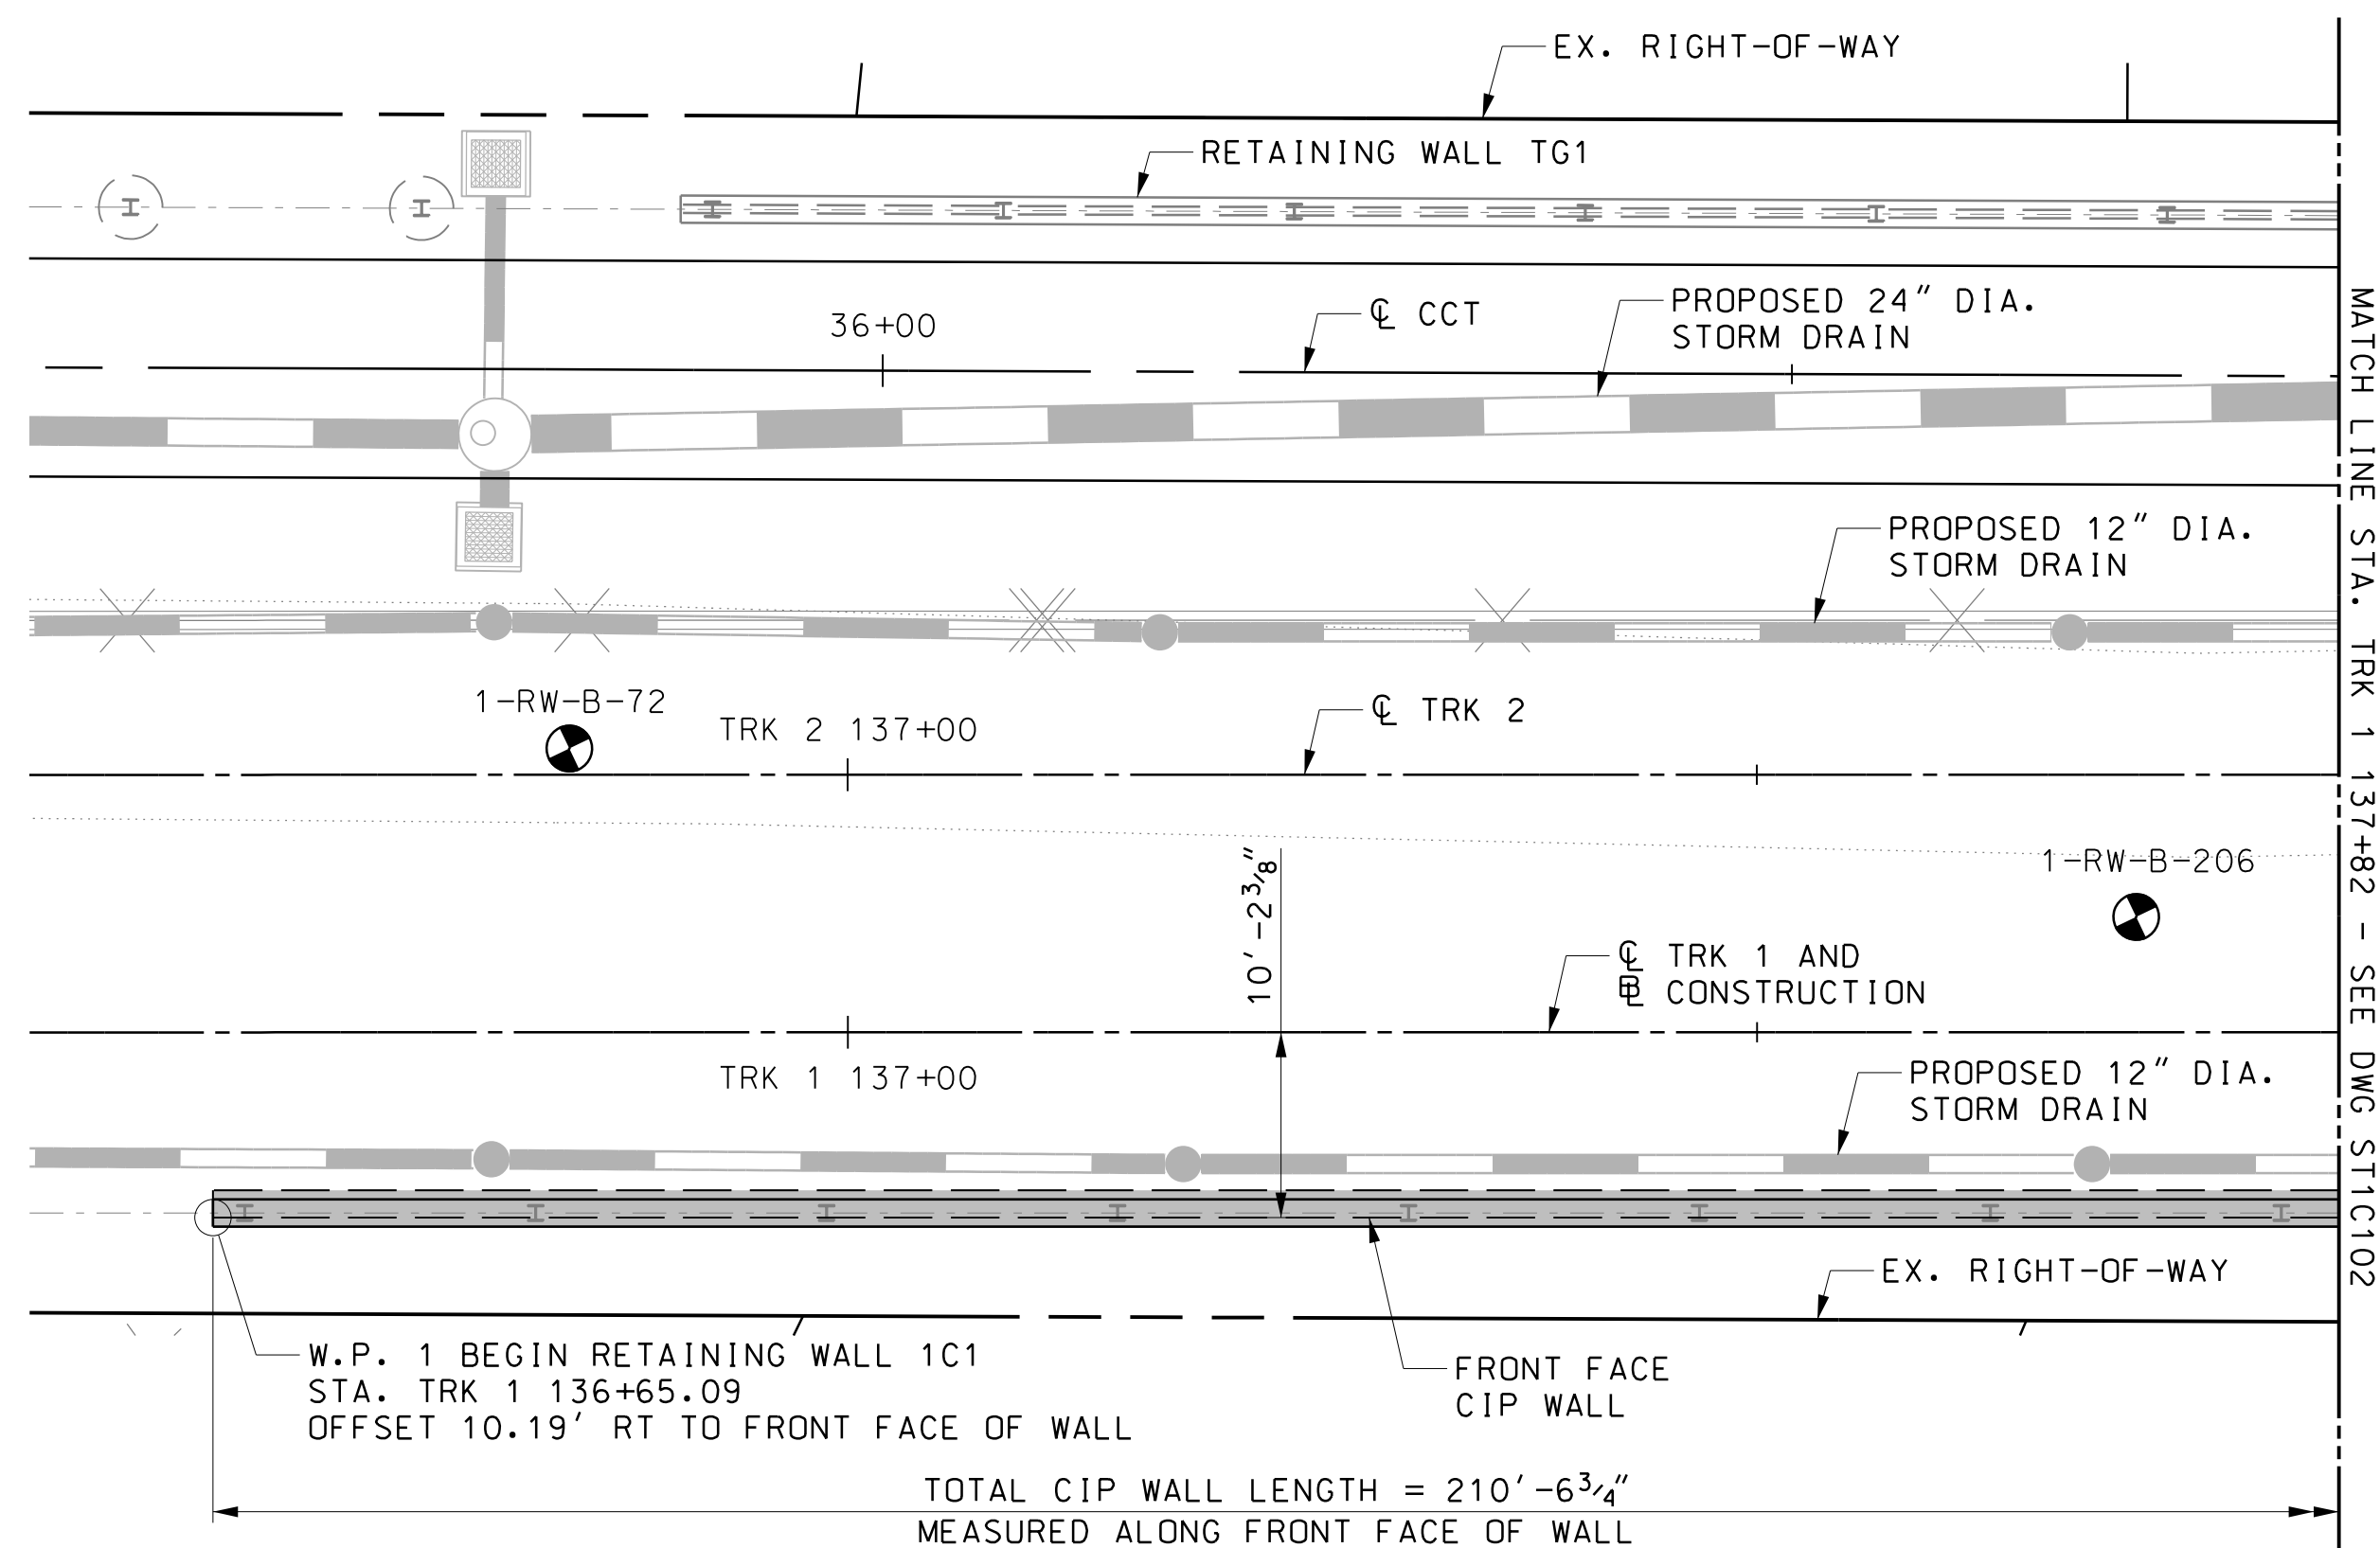 EX. RIGHT-OF-WAY
RETAINING WALL TG1
PROPOSED 24" DIA.
STORM DRAIN
℄ CCT
36+00
PROPOSED 12" DIA.
STORM DRAIN
1-RW-B-72
TRK 2 137+00
℄ TRK 2
1-RW-B-206
10'-2 3/8"
℄ TRK 1 AND
BL CONSTRUCTION
TRK 1 137+00
PROPOSED 12" DIA.
STORM DRAIN
EX. RIGHT-OF-WAY
W.P. 1 BEGIN RETAINING WALL 1C1
STA. TRK 1 136+65.09
OFFSET 10.19' RT TO FRONT FACE OF WALL
FRONT FACE
CIP WALL
TOTAL CIP WALL LENGTH = 210'-6 3/4"
MEASURED ALONG FRONT FACE OF WALL
MATCH LINE STA. TRK 1 137+82 - SEE DWG ST1C102